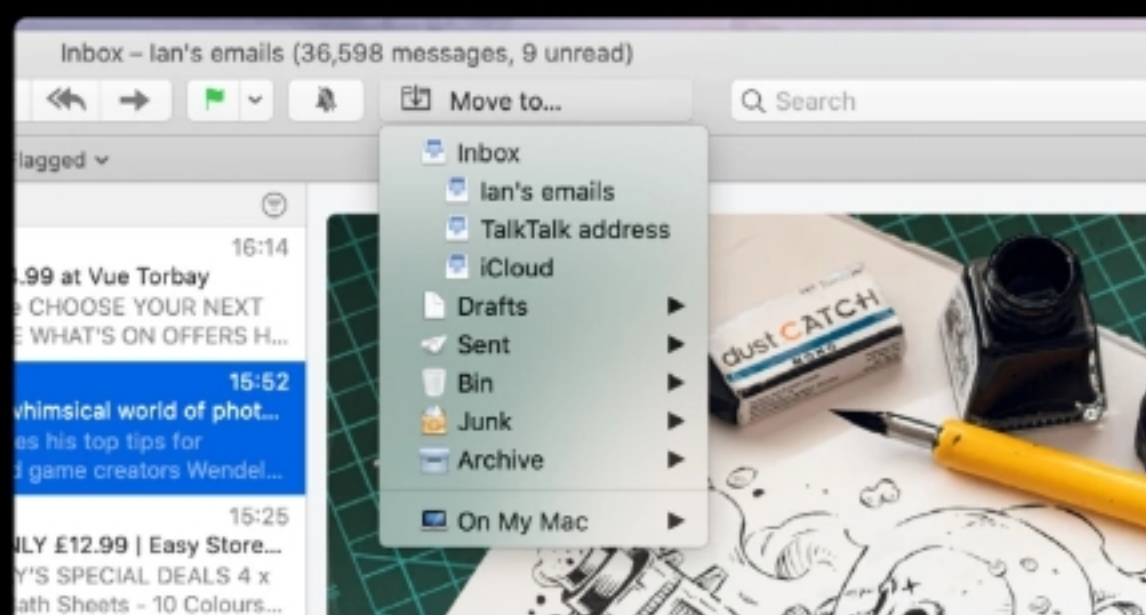 Inbox – Ian's emails (36,598 messages, 9 unread)
Move to...
Search
lagged
Inbox
Ian's emails
TalkTalk address
iCloud
Drafts
Sent
Bin
Junk
Archive
On My Mac
16:14
.99 at Vue Torbay
e CHOOSE YOUR NEXT
E WHAT'S ON OFFERS H...
15:52
whimsical world of phot...
es his top tips for
d game creators Wendel...
15:25
NLY £12.99 | Easy Store...
Y'S SPECIAL DEALS 4 x
ath Sheets - 10 Colours...
dust CATCH
MONO